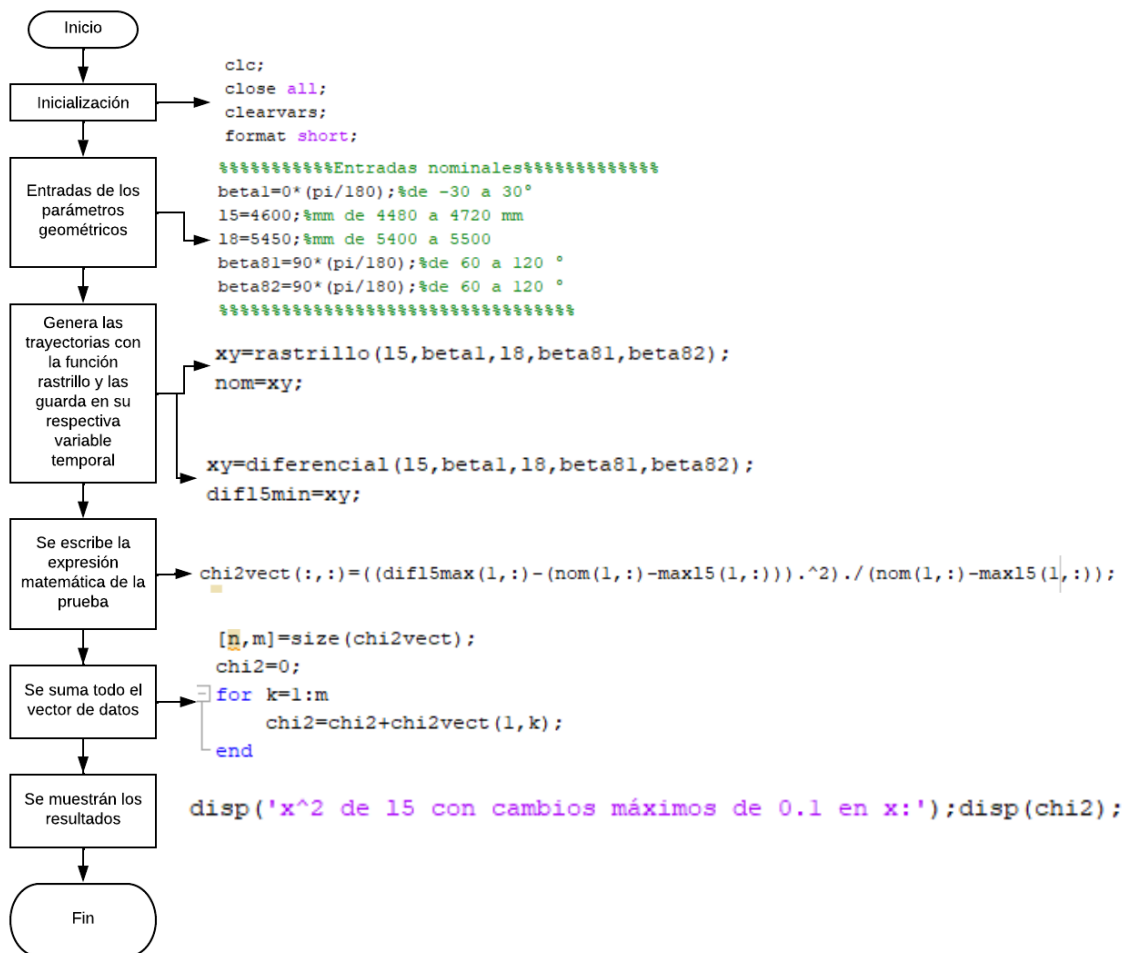 Inicio
clc;
close all;
clearvars;
format short;
Inicialización
%%%%%%%%%%%Entradas nominales%%%%%%%%%%%%%
beta1=0*(pi/180);%de -30 a 30°
l5=4600;%mm de 4480 a 4720 mm
l8=5450;%mm de 5400 a 5500
beta81=90*(pi/180);%de 60 a 120 °
beta82=90*(pi/180);%de 60 a 120 °
%%%%%%%%%%%%%%%%%%%%%%%%%%%%%%%%%%
Entradas de los
parámetros
geométricos
Genera las
trayectorias con
la función
rastrillo y las
guarda en su
respectiva
variable
temporal
xy=rastrillo(l5,beta1,l8,beta81,beta82);
nom=xy;
xy=diferencial(l5,beta1,l8,beta81,beta82);
difl5min=xy;
Se escribe la
expresión
matemática de la
prueba
chi2vect(:,:)=((difl5max(1,:)-(nom(1,:)-maxl5(1,:))).^2)./(nom(1,:)-maxl5(1,:));
[n,m]=size(chi2vect);
chi2=0;
for k=1:m
chi2=chi2+chi2vect(1,k);
end
Se suma todo el
vector de datos
Se muestrán los
resultados
disp('x^2 de l5 con cambios máximos de 0.1 en x:');disp(chi2);
Fin